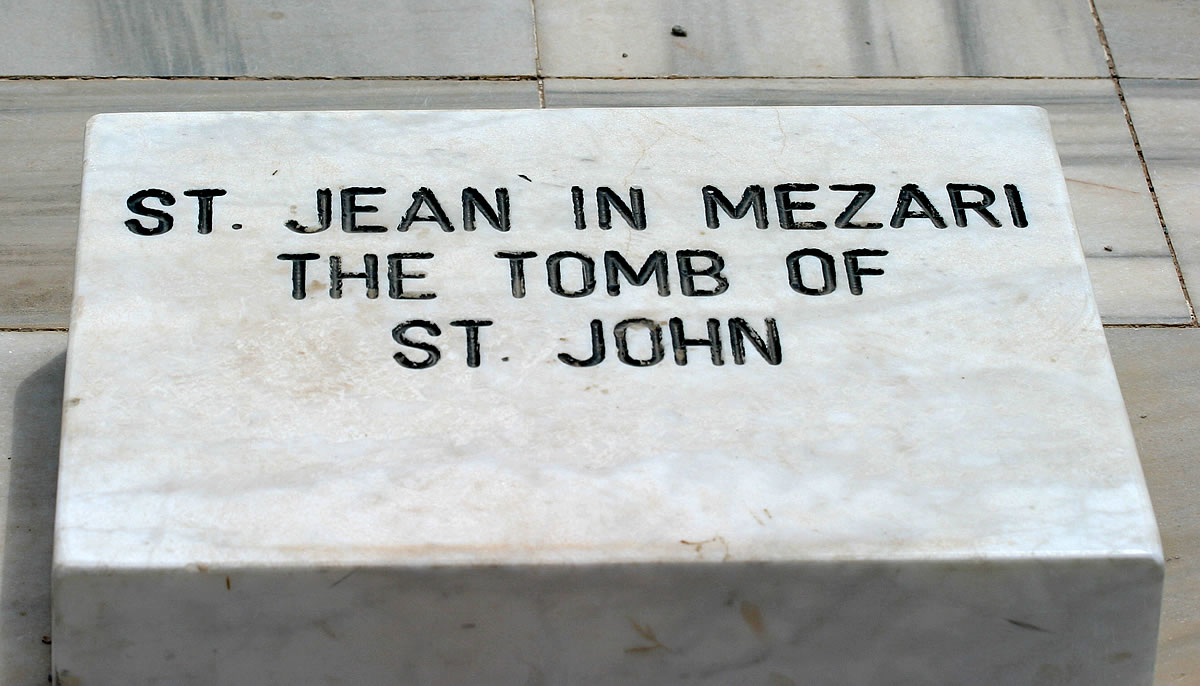 ST. JEAN IN MEZARI
THE TOMB OF
ST. JOHN